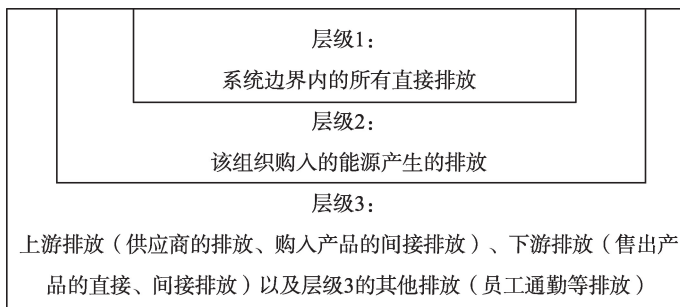 层级1：
系统边界内的所有直接排放
层级2：
该组织购入的能源产生的排放
层级3：
上游排放（供应商的排放、购入产品的间接排放）、下游排放（售出产
品的直接、间接排放）以及层级3的其他排放（员工通勤等排放）